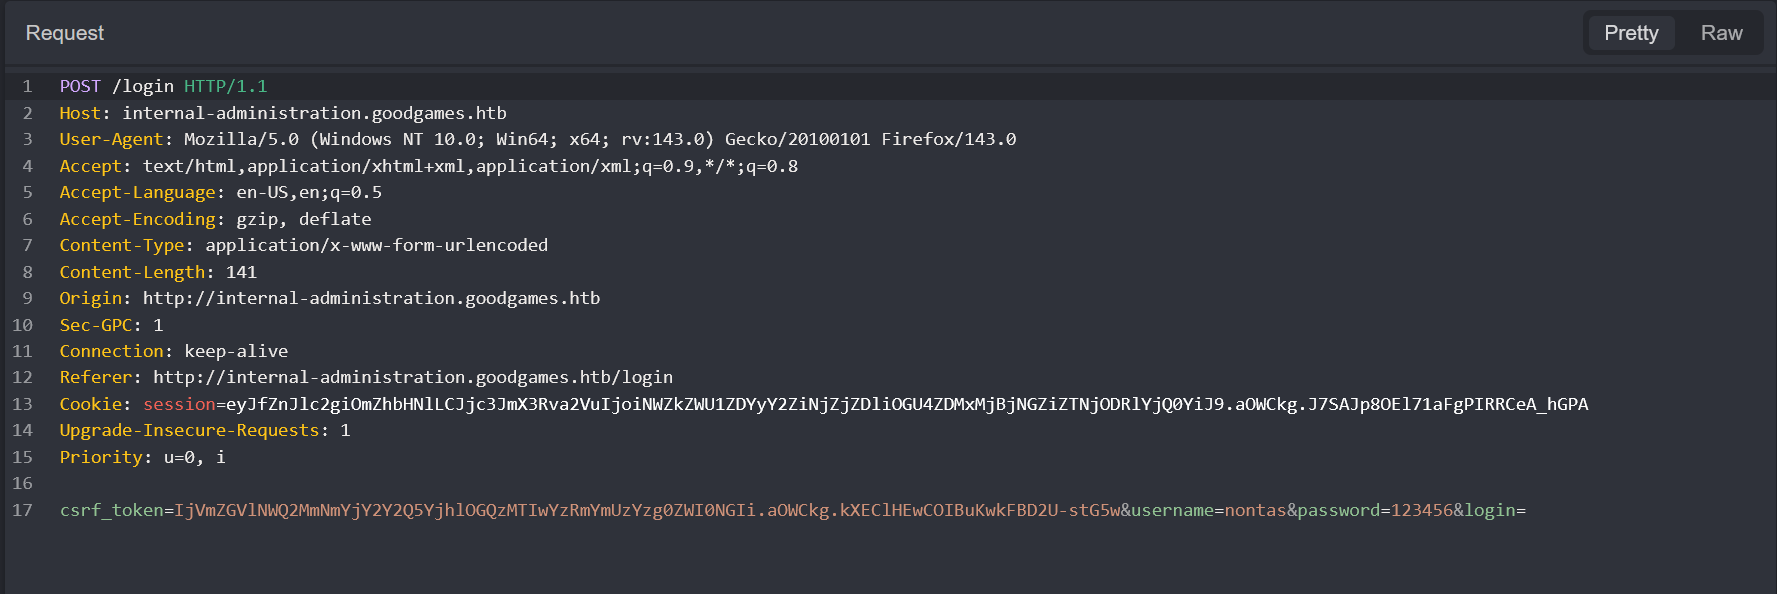 Request
Pretty Raw
1 POST /login HTTP/1.1
2 Host: internal-administration.goodgames.htb
3 User-Agent: Mozilla/5.0 (Windows NT 10.0; Win64; x64; rv:143.0) Gecko/20100101 Firefox/143.0
4 Accept: text/html,application/xhtml+xml,application/xml;q=0.9,*/*;q=0.8
5 Accept-Language: en-US,en;q=0.5
6 Accept-Encoding: gzip, deflate
7 Content-Type: application/x-www-form-urlencoded
8 Content-Length: 141
9 Origin: http://internal-administration.goodgames.htb
10 Sec-GPC: 1
11 Connection: keep-alive
12 Referer: http://internal-administration.goodgames.htb/login
13 Cookie: session=eyJfZnJlc2giOmZhbHNlLCJjc3JmX3Rva2VuIjoiNWZkZWU1ZDYyY2ZiNjZjZDliOGU4ZDMxMjBjNGZiZTNjODRlYjQ0YiJ9.aOWCkg.J7SAJp8OEl71aFgPIRRCeA_hGPA
14 Upgrade-Insecure-Requests: 1
15 Priority: u=0, i
16
17 csrf_token=IjVmZGVlNWQ2MmNmYjY2Y2Q5YjhlOGQzMTIwYzRmYmUzYzg0ZWI0NGIi.aOWCkg.kXEClHEwCOIBuKwkFBD2U-stG5w&username=nontas&password=123456&login=